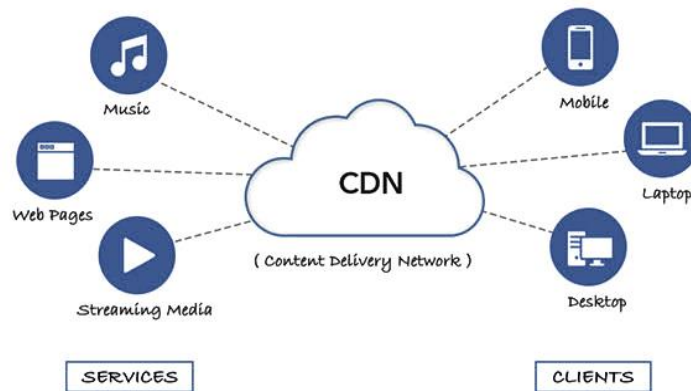 Music
Mobile
Web Pages
CDN
Laptop
( Content Delivery Network )
Streaming Media
Desktop
SERVICES
CLIENTS